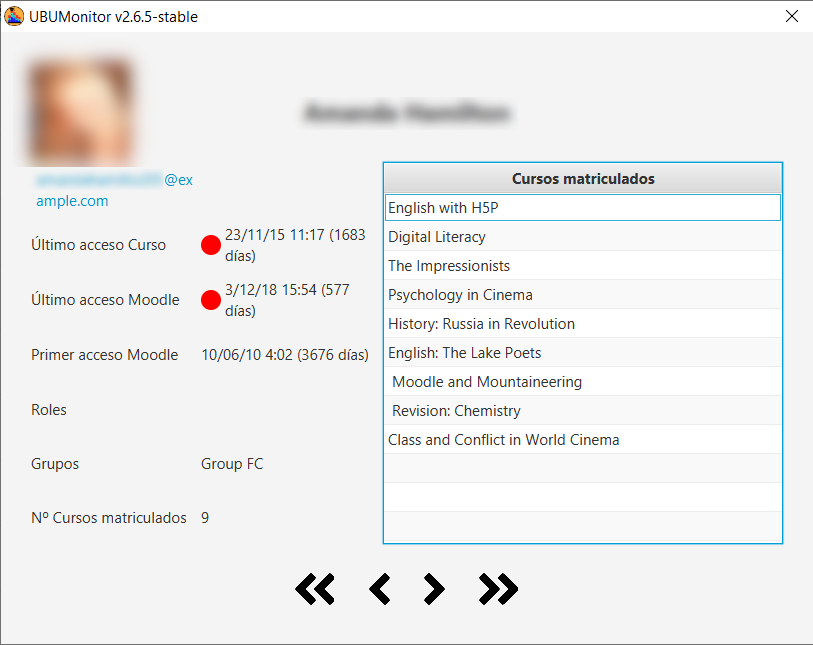 UBUMonitor v2.6.5-stable
@ex
ample.com
Último acceso Curso
23/11/15 11:17 (1683
días)
Último acceso Moodle
3/12/18 15:54 (577
días)
Primer acceso Moodle
10/06/10 4:02 (3676 días)
Roles
Grupos
Group FC
Nº Cursos matriculados
9
Cursos matriculados
English with H5P
Digital Literacy
The Impressionists
Psychology in Cinema
History: Russia in Revolution
English: The Lake Poets
Moodle and Mountaineering
Revision: Chemistry
Class and Conflict in World Cinema